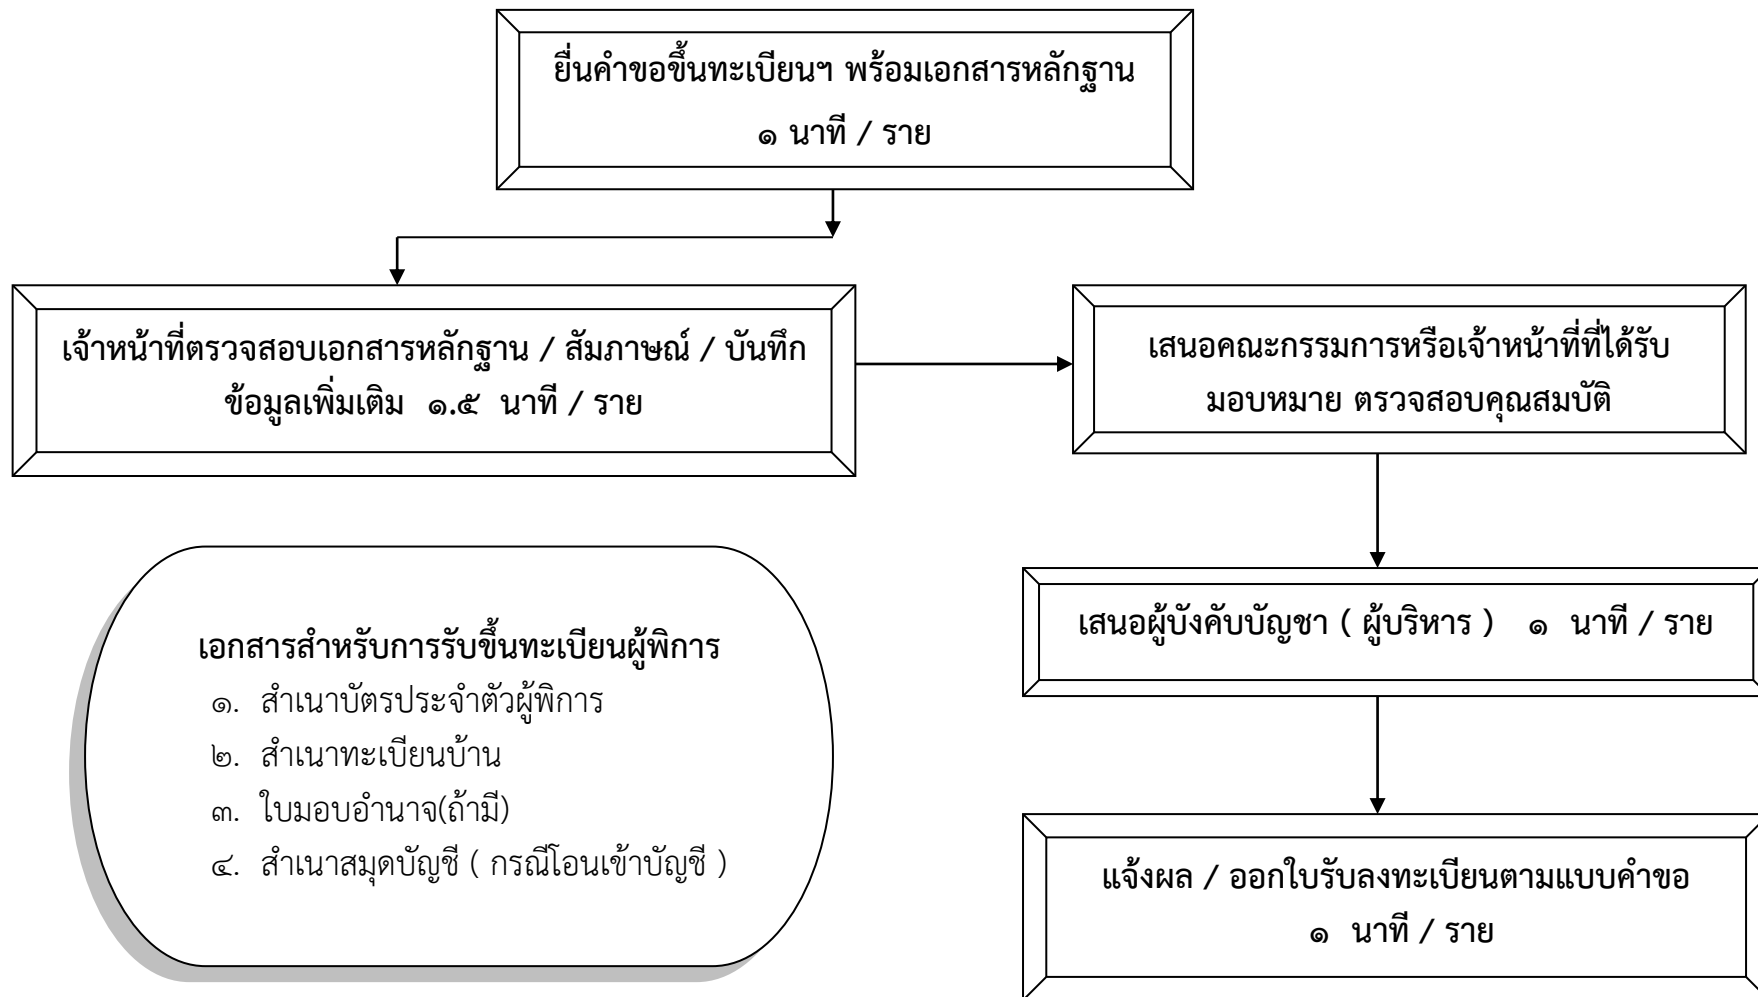 ยื่นคำขอขึ้นทะเบียนฯ พร้อมเอกสารหลักฐาน
๑ นาที / ราย
เจ้าหน้าที่ตรวจสอบเอกสารหลักฐาน / สัมภาษณ์ / บันทึก
ข้อมูลเพิ่มเติม ๑.๕ นาที / ราย
เสนอคณะกรรมการหรือเจ้าหน้าที่ที่ได้รับ
มอบหมาย ตรวจสอบคุณสมบัติ
เสนอผู้บังคับบัญชา ( ผู้บริหาร ) ๑ นาที / ราย
แจ้งผล / ออกใบรับลงทะเบียนตามแบบคำขอ
๑ นาที / ราย
เอกสารสำหรับการรับขึ้นทะเบียนผู้พิการ
๑. สำเนาบัตรประจำตัวผู้พิการ
๒. สำเนาทะเบียนบ้าน
๓. ใบมอบอำนาจ(ถ้ามี)
๔. สำเนาสมุดบัญชี ( กรณีโอนเข้าบัญชี )